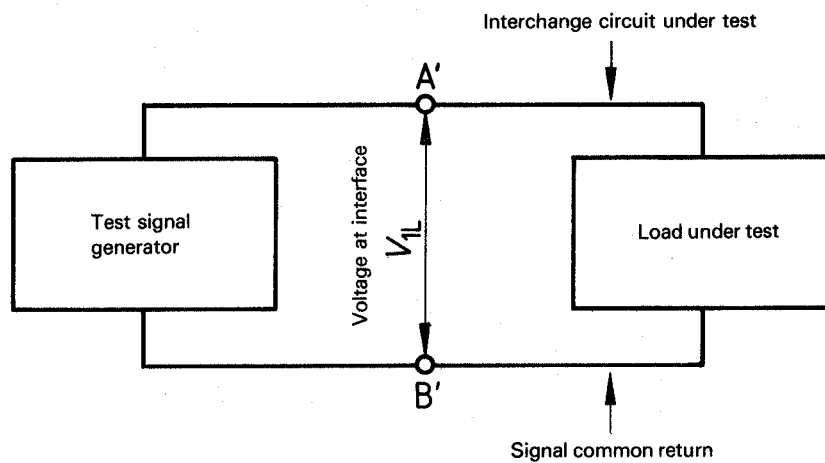 Interchange circuit under test
A′
Test signal
generator
Voltage at interface
V1L
Load under test
B′
Signal common return